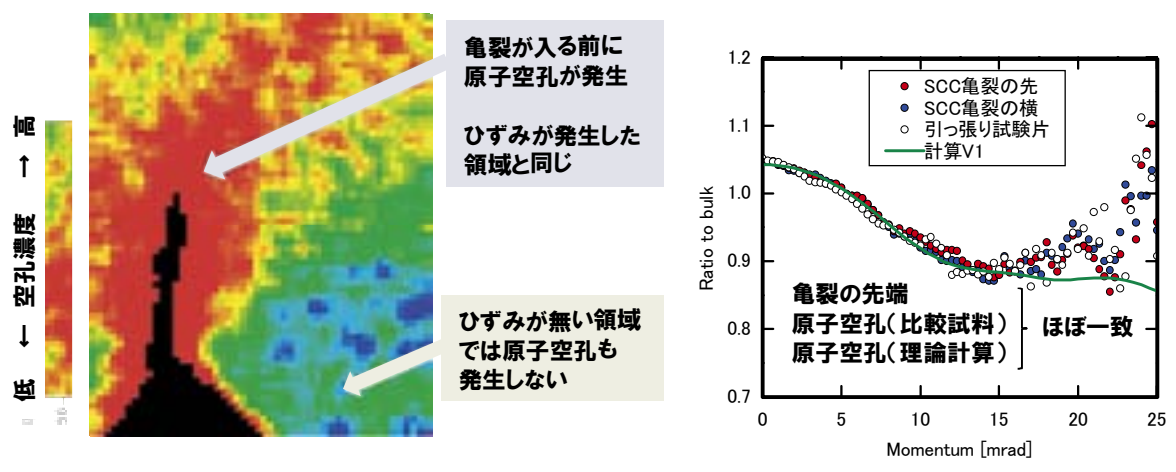 低 ← 空孔濃度 → 高
亀裂が入る前に
原子空孔が発生
ひずみが発生した
領域と同じ
ひずみが無い領域
では原子空孔も
発生しない
Ratio to bulk
1.2
1.1
1.0
0.9
0.8
0.7
SCC亀裂の先
SCC亀裂の横
引っ張り試験片
計算V1
亀裂の先端
原子空孔(比較試料)
原子空孔(理論計算)
ほぼ一致
0 5 10 15 20 25
Momentum [mrad]